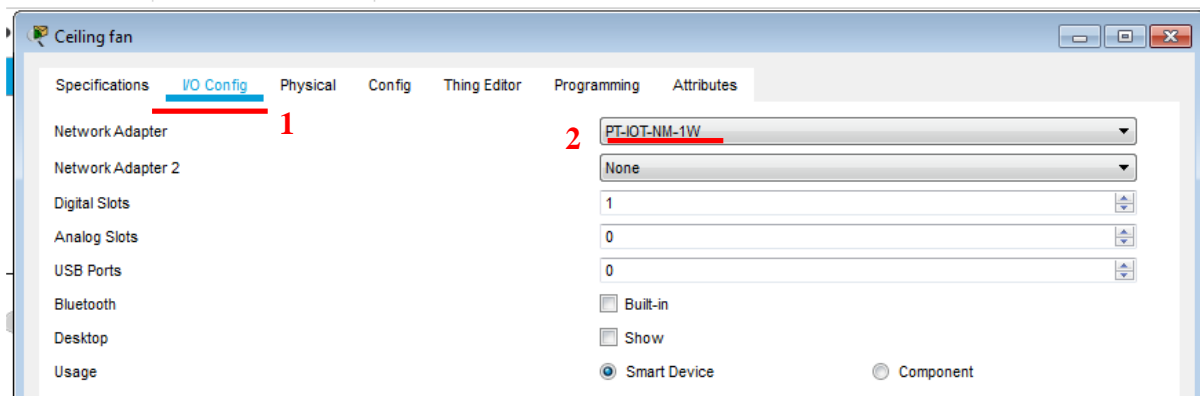 Ceiling fan
Specifications I/O Config Physical Config Thing Editor Programming Attributes
1
Network Adapter 2 PT-IOT-NM-1W
Network Adapter 2 None
Digital Slots 1
Analog Slots 0
USB Ports 0
Bluetooth Built-in
Desktop Show
Usage Smart Device Component